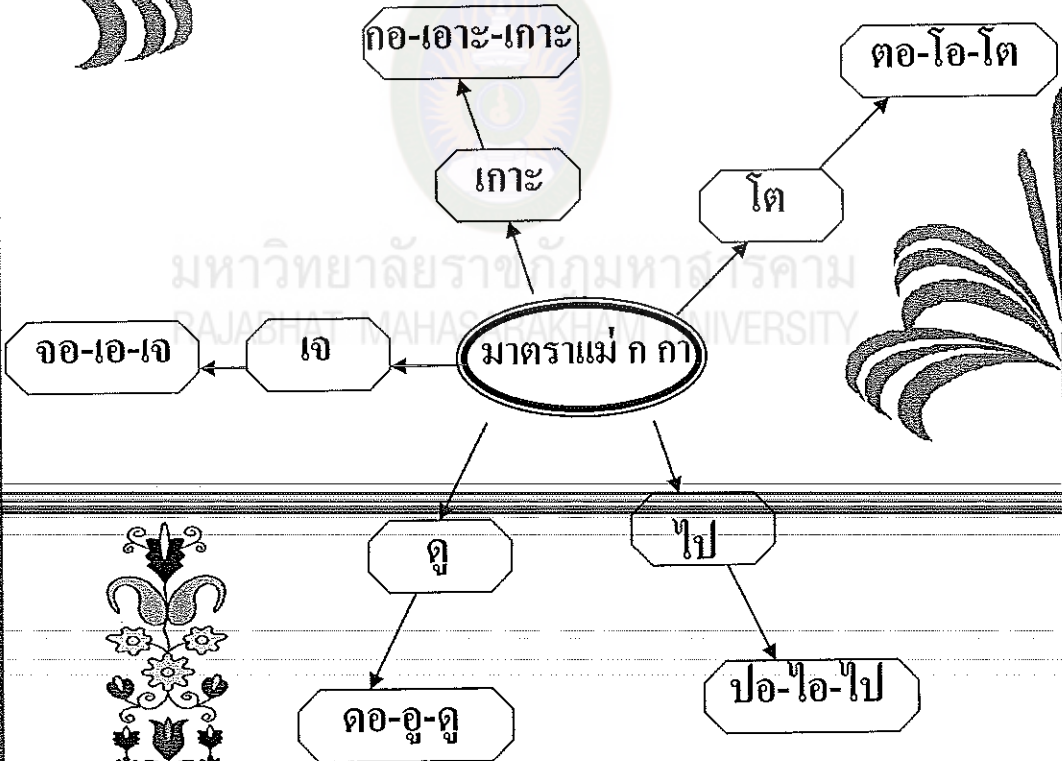 กอ-เอาะ-เกาะ
ตอ-โอ-โต
เกาะ
โต
มหาวิทยาลัยราชภัฏมหาสารคาม
RAJABHAT MAHASARAKHAM UNIVERSITY
จอ-เอ-เจ
เจ
มาตราแม่ ก กา
ดู
ไป
ดอ-อู-ดู
ปอ-ไอ-ไป